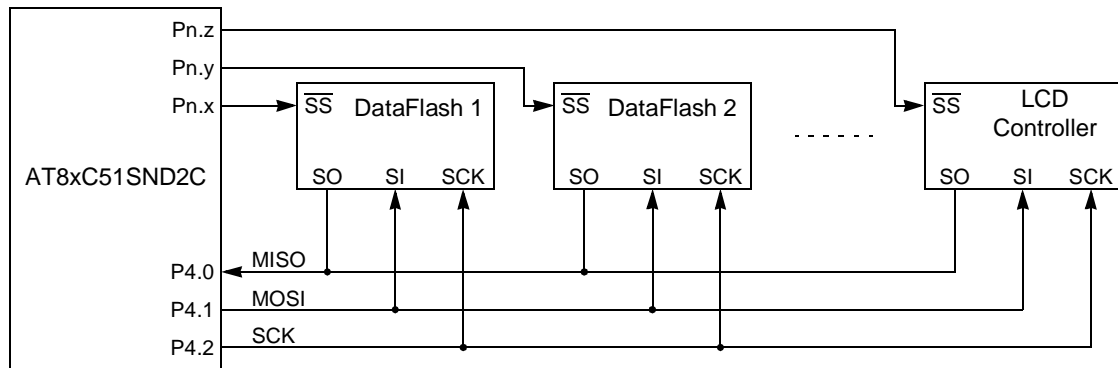 Pn.z
Pn.y
Pn.x
SS DataFlash 1
SS DataFlash 2
SS LCD
Controller
AT8xC51SND2C
SO SI SCK
SO SI SCK
SO SI SCK
P4.0 MISO
P4.1 MOSI
P4.2 SCK